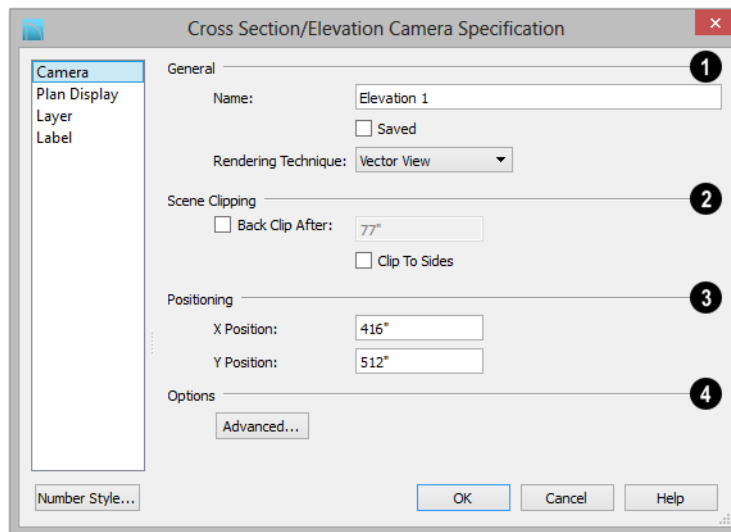 Cross Section/Elevation Camera Specification
x
Camera
Plan Display
Layer
Label
General
1
Name:
Elevation 1
Saved
Rendering Technique:
Vector View
Scene Clipping
2
Back Clip After:
77"
Clip To Sides
Positioning
3
X Position:
416"
Y Position:
512"
Options
4
Advanced...
Number Style...
OK
Cancel
Help